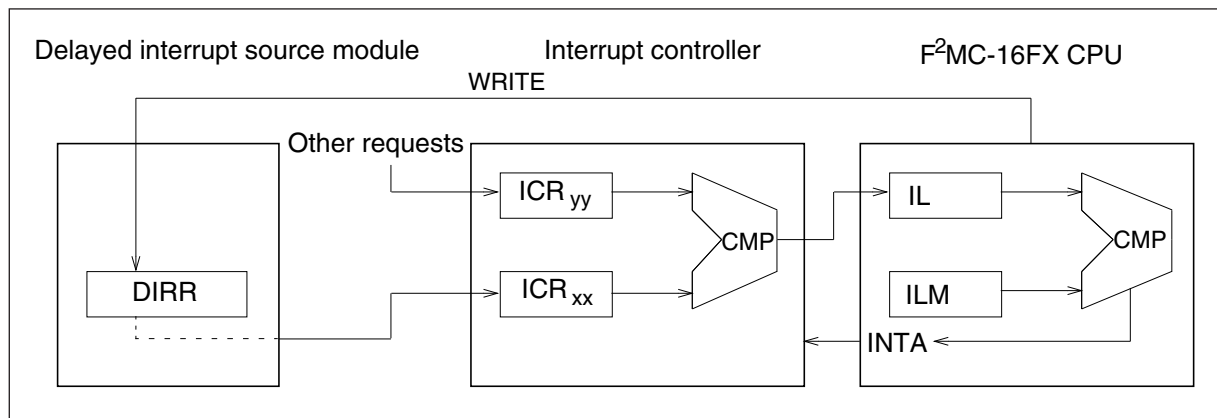 Delayed interrupt source module
Interrupt controller
F²MC-16FX CPU
WRITE
Other requests
ICR yy
IL
CMP
CMP
DIRR
ICR xx
ILM
INTA